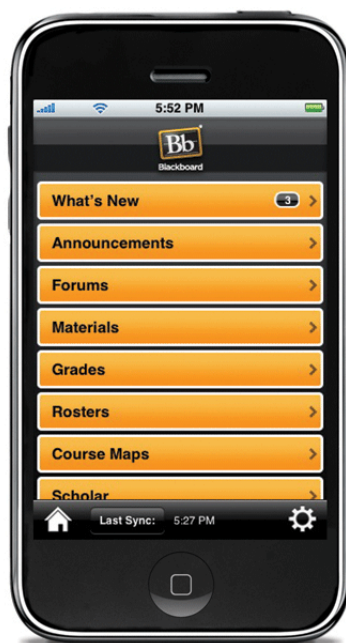 5:52 PM
Bb
Blackboard
What's New 3
Announcements
Forums
Materials
Grades
Rosters
Course Maps
Scholar
Last Sync: 5:27 PM